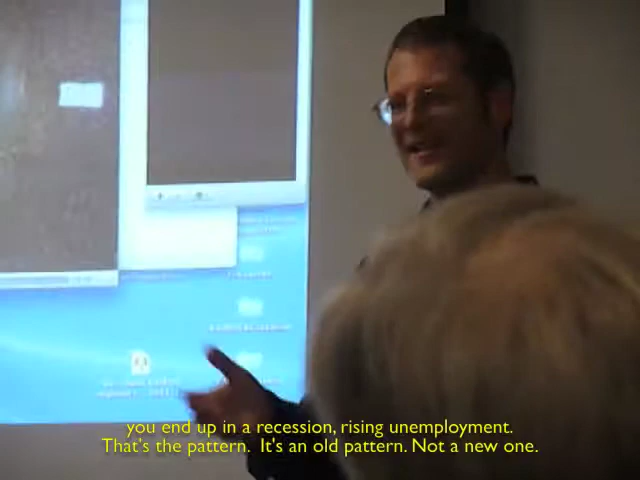 you end up in a recession, rising unemployment.
That's the pattern.  It's an old pattern. Not a new one.